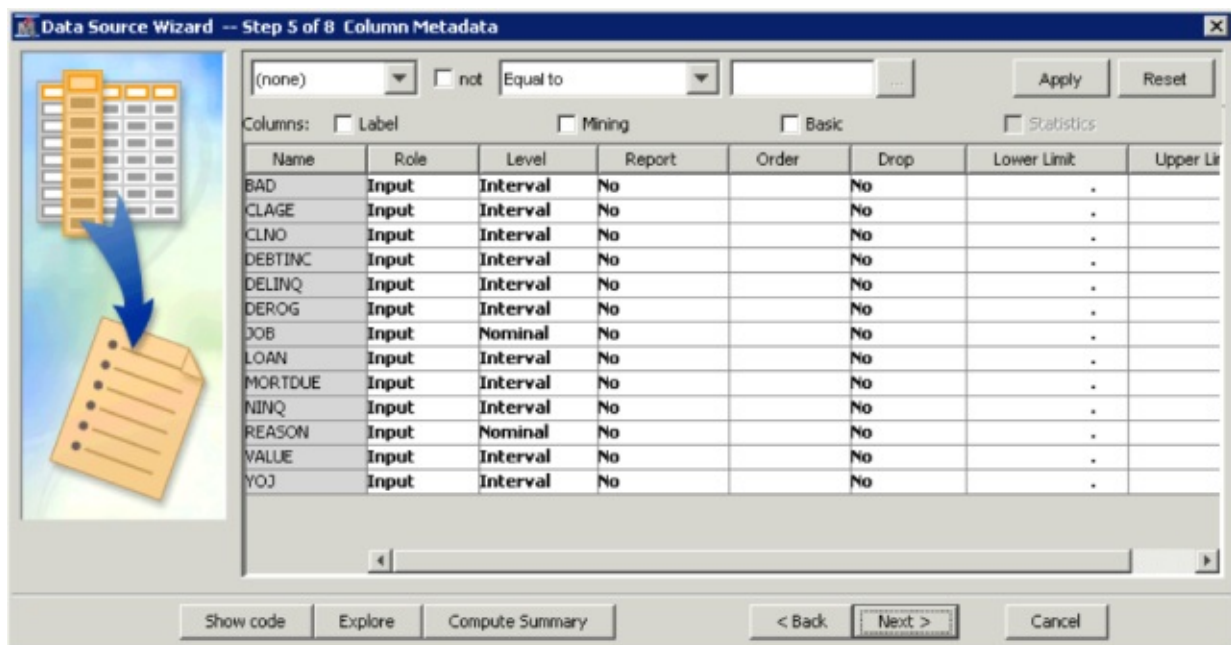 Data Source Wizard -- Step 5 of 8 Column Metadata
(none) not Equal to ... Apply Reset
Columns: Label Mining Basic Statistics
Name Role Level Report Order Drop Lower Limit Upper Lir
BAD Input Interval No No .
CLAGE Input Interval No No .
CLNO Input Interval No No .
DEBTINC Input Interval No No .
DELINQ Input Interval No No .
DEROG Input Interval No No .
JOB Input Nominal No No .
LOAN Input Interval No No .
MORTDUE Input Interval No No .
NINQ Input Interval No No .
REASON Input Nominal No No .
VALUE Input Interval No No .
YOJ Input Interval No No .
Show code Explore Compute Summary < Back Next > Cancel